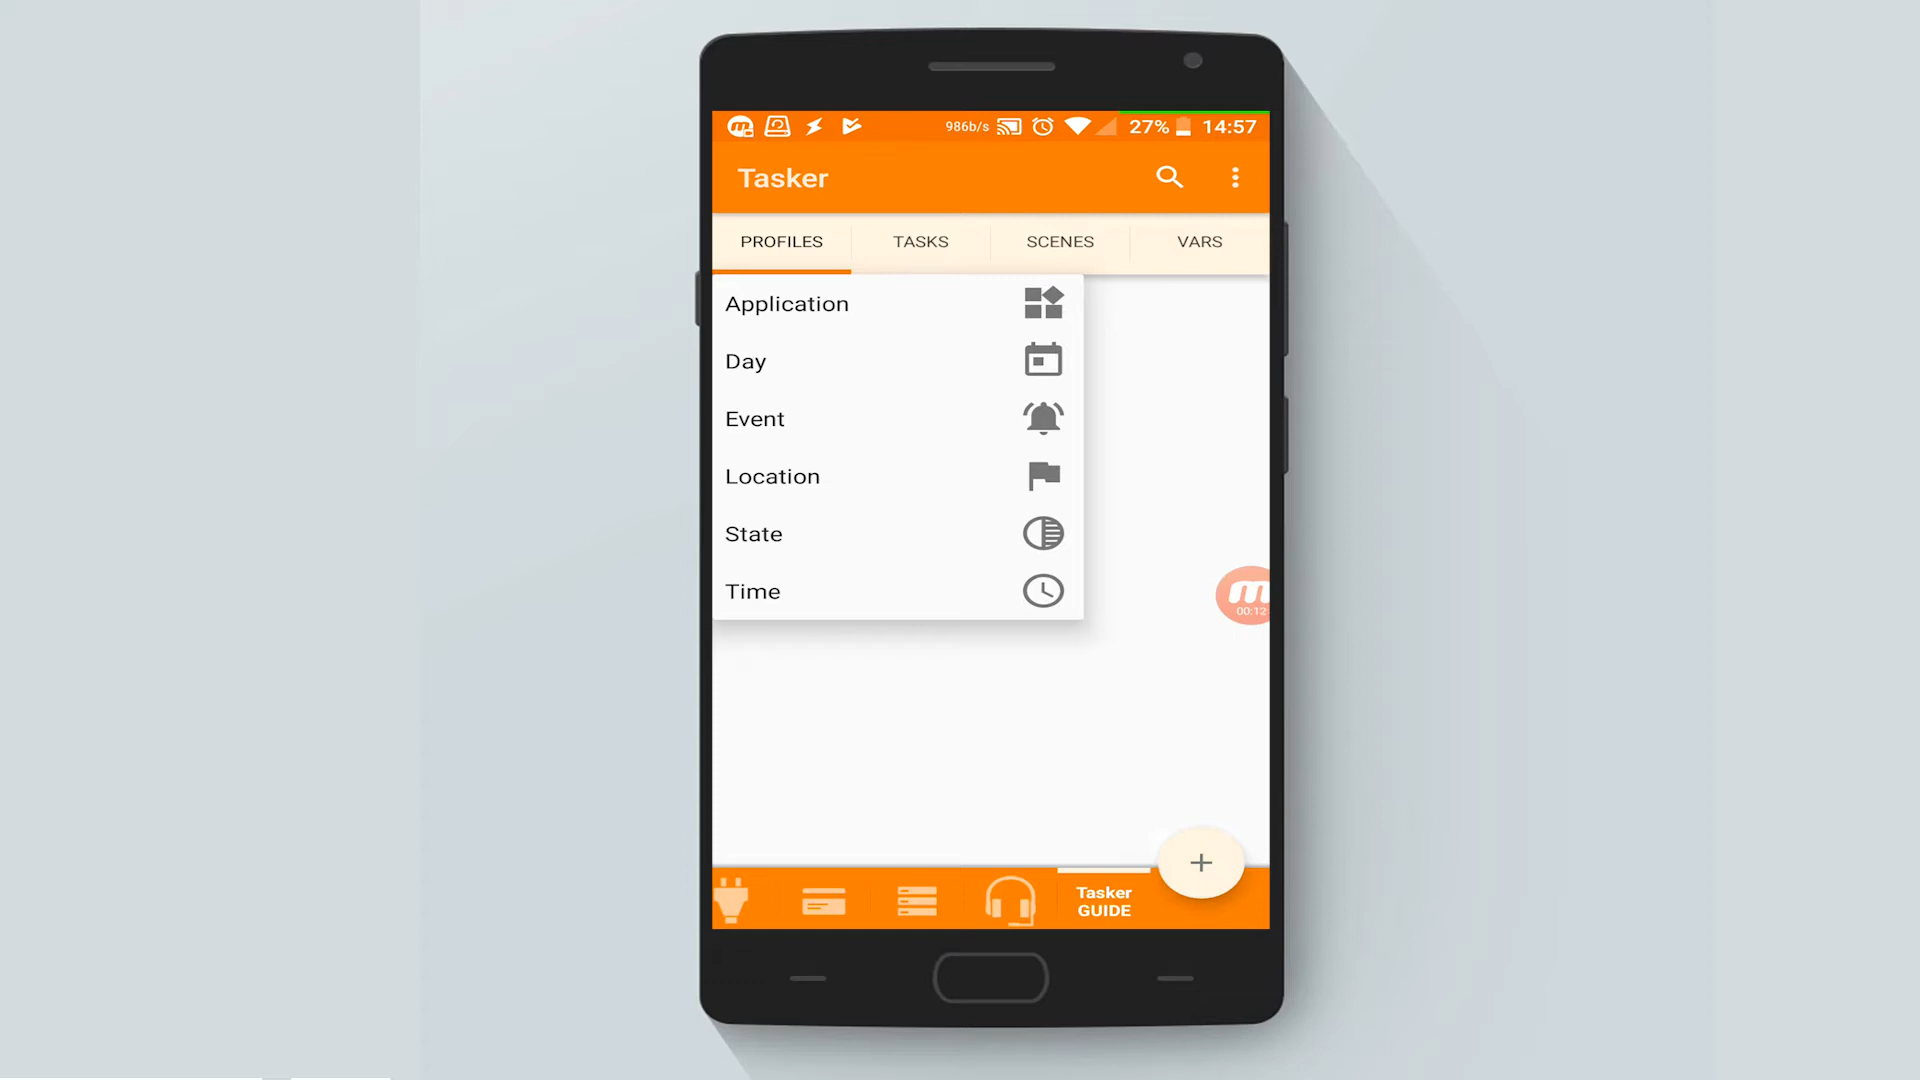 986b/s 27% 14:57
Tasker
PROFILES TASKS SCENES VARS
Application
Day
Event
Location
State
Time
00:12
Tasker
GUIDE